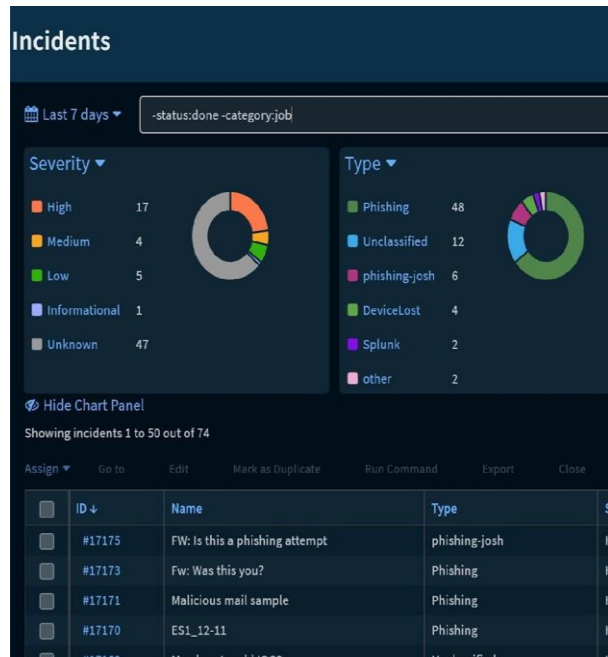 Incidents
Last 7 days
-status:done -category:job
Severity
High 17
Medium 4
Low 5
Informational 1
Unknown 47
Type
Phishing 48
Unclassified 12
phishing-josh 6
DeviceLost 4
Splunk 2
other 2
Hide Chart Panel
Showing incidents 1 to 50 out of 74
Assign Go to Edit Mark as Duplicate Run Command Export Close
ID Name Type
#17175 FW: Is this a phishing attempt phishing-josh
#17173 Fw: Was this you? Phishing
#17171 Malicious mail sample Phishing
#17170 ES1_12-11 Phishing